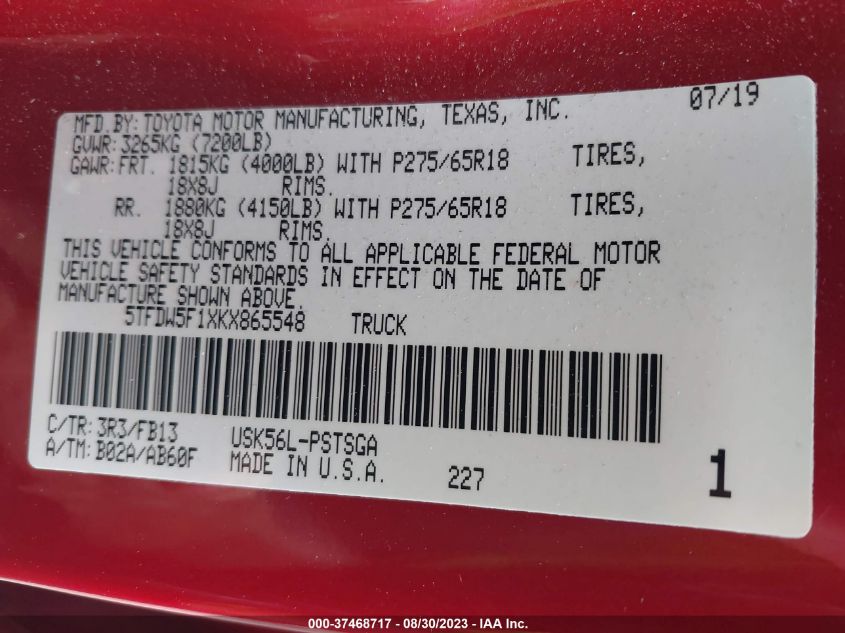 MFD.BY:TOYOTA MOTOR MANUFACTURING, TEXAS, INC. 07/19
GVWR:3265KG (7200LB)
GAWR:FRT. 1815KG (4000LB) WITH P275/65R18 TIRES,
18X8J RIMS.
RR. 1880KG (4150LB) WITH P275/65R18 TIRES,
18X8J RIMS.
THIS VEHICLE CONFORMS TO ALL APPLICABLE FEDERAL MOTOR
VEHICLE SAFETY STANDARDS IN EFFECT ON THE DATE OF
MANUFACTURE SHOWN ABOVE.
5TFDW5F1XKX865548 TRUCK
C/TR: 3R3/FB13 USK56L-PSTSGA
A/TM: B02A/AB60F MADE IN U.S.A. 227 1
000-37468717 - 08/30/2023 - IAA Inc.